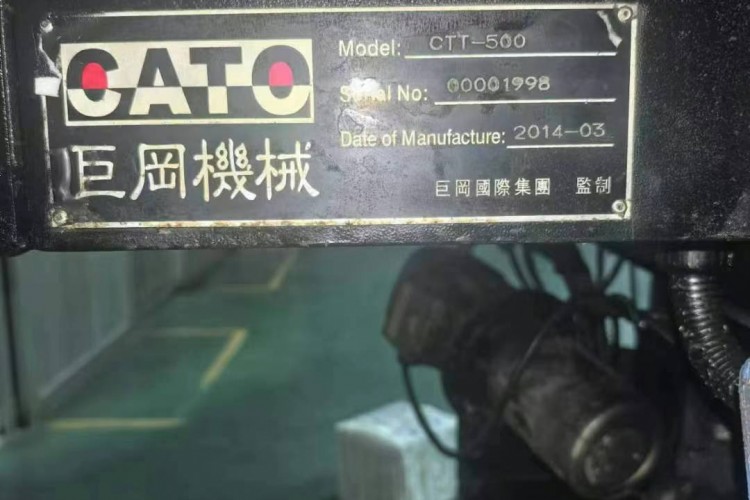 CATO
巨岡機械
Model: CTT-500
Serial No: 00001998
Date of Manufacture: 2014-03
巨岡國際集團 監制